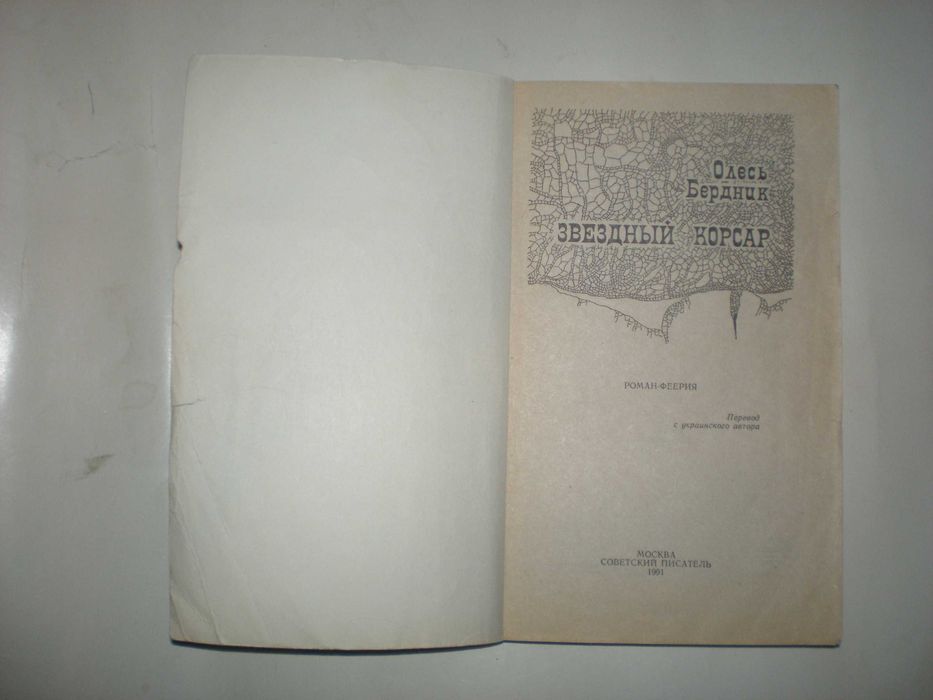 Олесь
Бердник
ЗВЕЗДНЫЙ КОРСАР
РОМАН-ФЕЕРИЯ
Перевод
с украинского автора
МОСКВА
СОВЕТСКИЙ ПИСАТЕЛЬ
1991